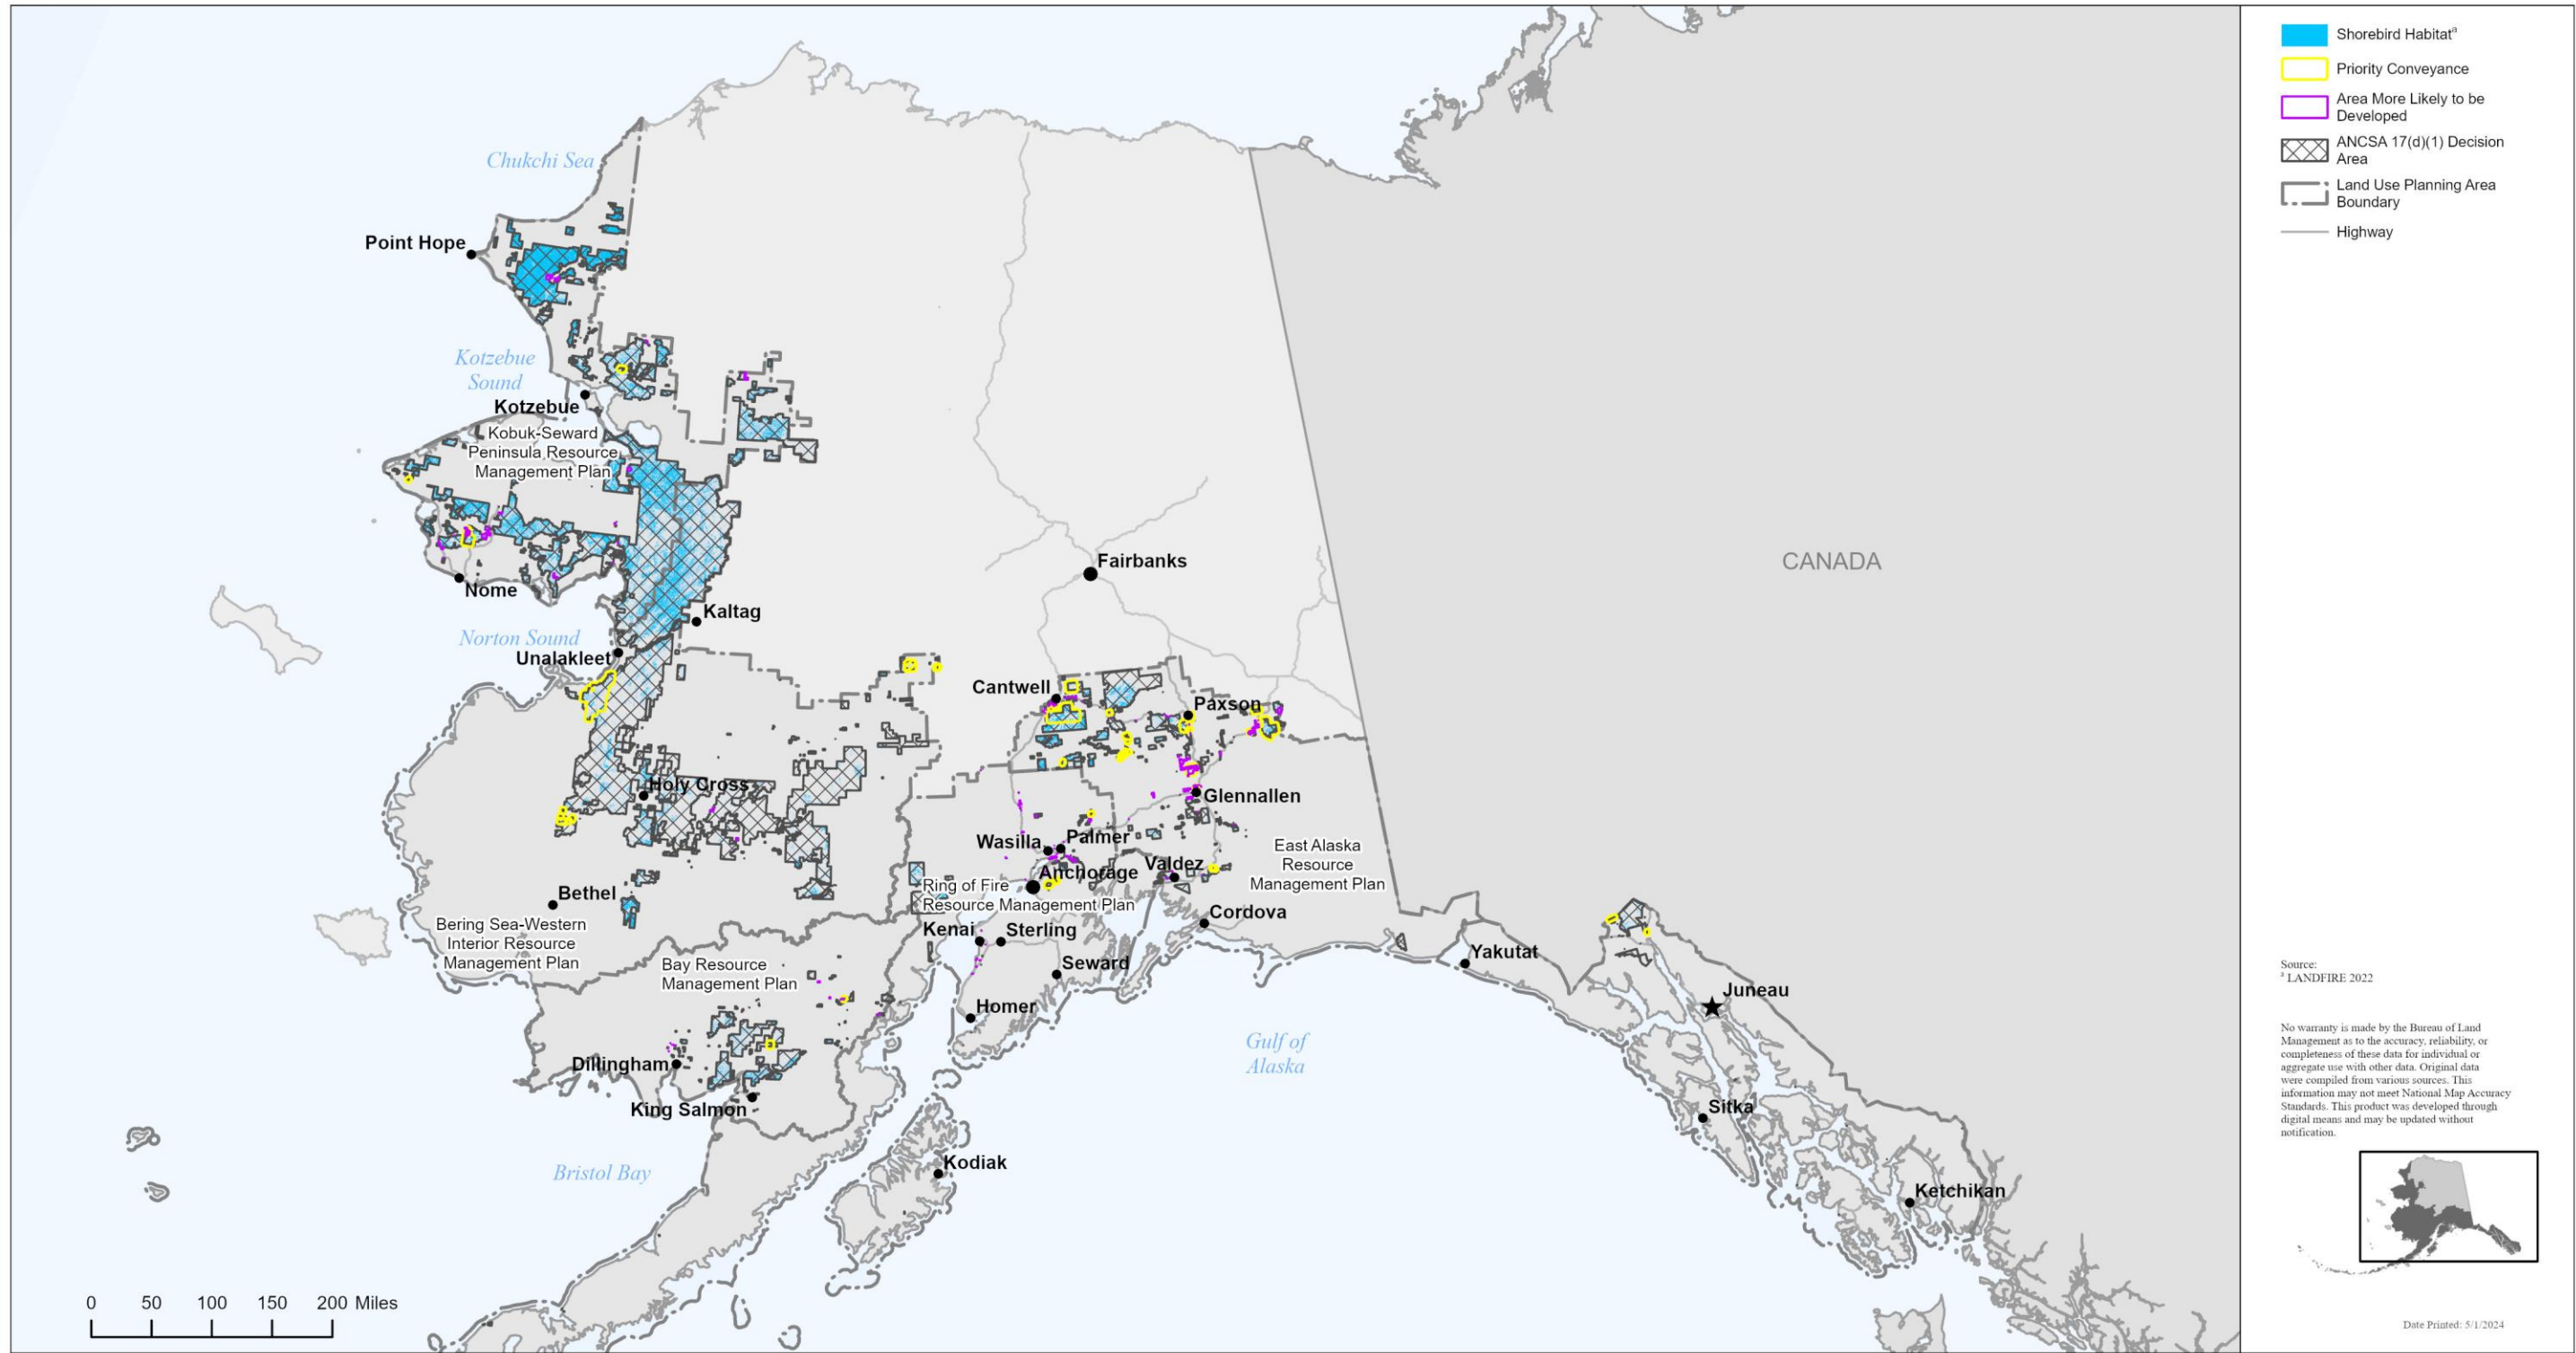 Chukchi Sea
Point Hope
Kotzebue
Sound
Kotzebue
Kobuk-Seward
Peninsula Resource
Management Plan
Nome
Norton Sound
Unalakleet
Kaltag
Fairbanks
CANADA
Cantwell
Paxson
Holy Cross
Glennallen
Wasilla
Palmer
Anchorage
Valdez
East Alaska
Resource
Management Plan
Ring of Fire
Resource Management Plan
Bethel
Bering Sea-Western
Interior Resource
Management Plan
Cordova
Kenai
Sterling
Seward
Yakutat
Bay Resource
Management Plan
Homer
Juneau
Gulf of
Alaska
Dillingham
King Salmon
Sitka
Bristol Bay
Kodiak
Ketchikan
0 50 100 150 200 Miles
Shorebird Habitatᵃ
Priority Conveyance
Area More Likely to be
Developed
ANCSA 17(d)(1) Decision
Area
Land Use Planning Area
Boundary
Highway
Source:
ᵃ LANDFIRE 2022
No warranty is made by the Bureau of Land
Management as to the accuracy, reliability, or
completeness of these data for individual or
aggregate use with other data. Original data
were compiled from various sources. This
information may not meet National Map Accuracy
Standards. This product was developed through
digital means and may be updated without
notification.
Date Printed: 5/1/2024